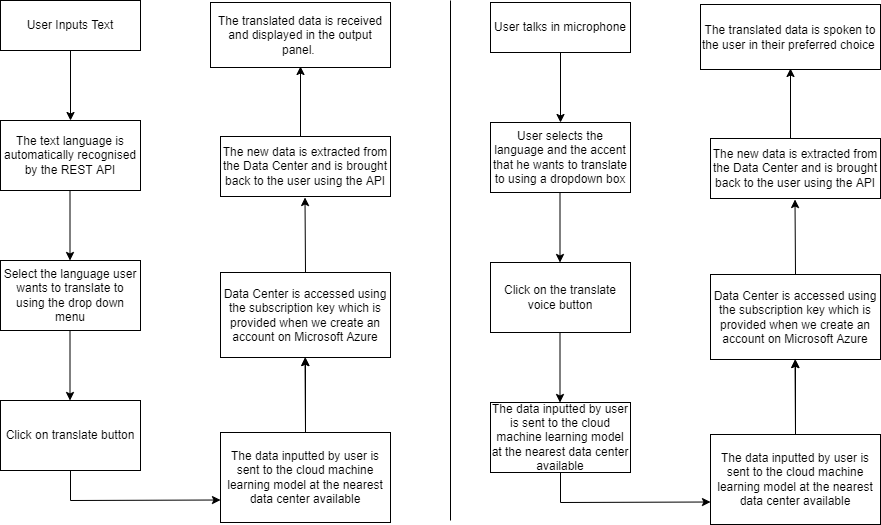 User Inputs Text
The text language is
automatically recognised
by the REST API
Select the language user
wants to translate to
using the drop down
menu
Click on translate button
The data inputted by user is
sent to the cloud machine
learning model at the nearest
data center available
Data Center is accessed using
the subscription key which is
provided when we create an
account on Microsoft Azure
The new data is extracted from
the Data Center and is brought
back to the user using the API
The translated data is received
and displayed in the output
panel.
User talks in microphone
User selects the
language and the accent
that he wants to translate
to using a dropdown box
Click on the translate
voice button
The data inputted by user
is sent to the cloud
machine learning model
at the nearest data center
available
The data inputted by user is
sent to the cloud machine
learning model at the nearest
data center available
Data Center is accessed using
the subscription key which is
provided when we create an
account on Microsoft Azure
The new data is extracted from
the Data Center and is brought
back to the user using the API
The translated data is spoken to
the user in their preferred choice